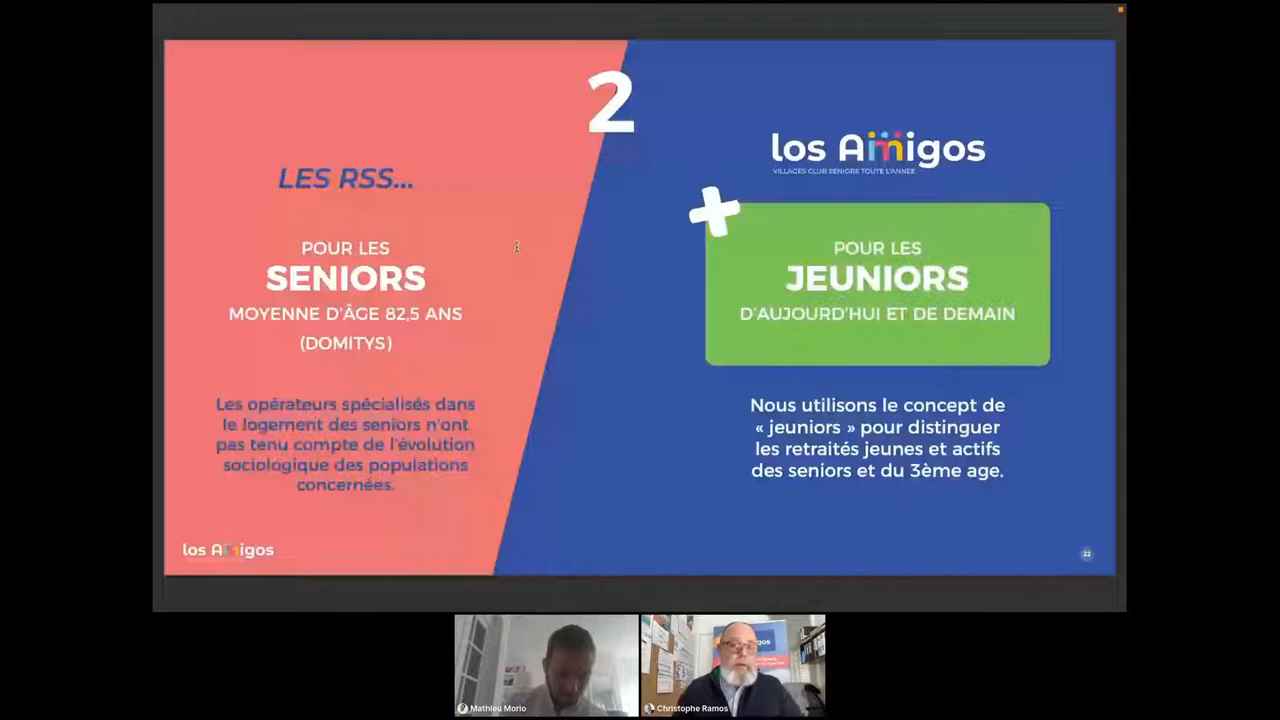 2
LES RSS...
POUR LES
SENIORS
MOYENNE D'ÂGE 82,5 ANS
(DOMITYS)
Les opérateurs spécialisés dans
le logement des seniors n'ont
pas tenu compte de l'évolution
sociologique des populations
concernées.
los Amigos
los Amigos
VILLAGES CLUB SENIORS TOUTE L'ANNEE
POUR LES
JEUNIORS
D'AUJOURD'HUI ET DE DEMAIN
Nous utilisons le concept de
« jeuniors » pour distinguer
les retraités jeunes et actifs
des seniors et du 3ème age.
22
Mathieu Morio
Christophe Ramos